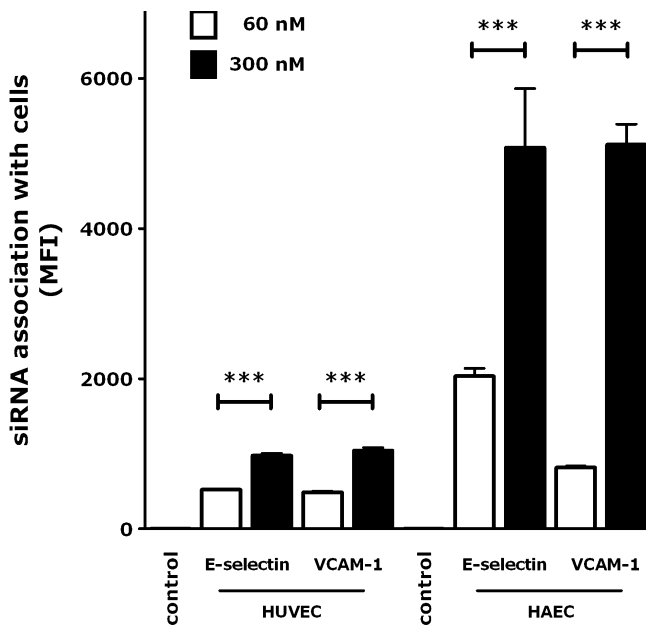 60 nM
300 nM
siRNA association with cells
(MFI)
6000
4000
2000
0
***
***
***
***
control
E-selectin
VCAM-1
control
E-selectin
VCAM-1
HUVEC
HAEC